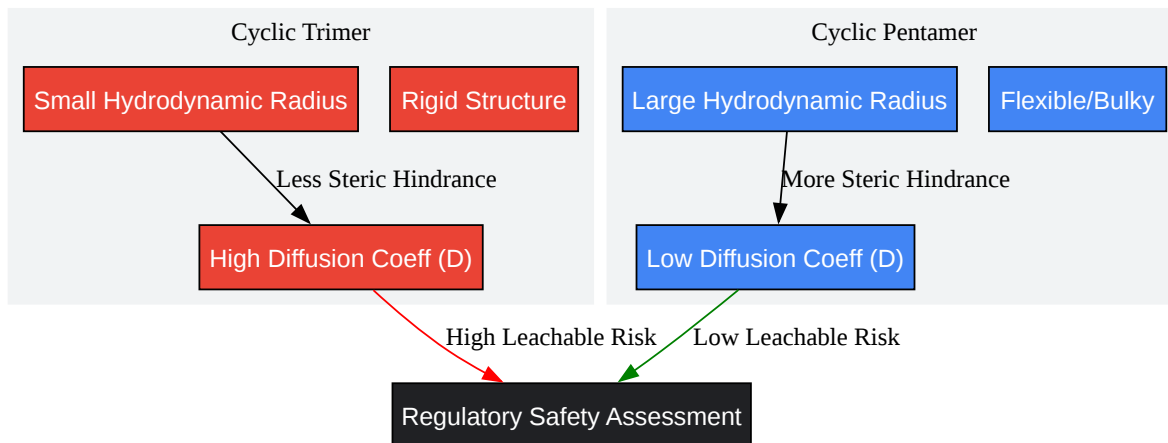 Cyclic Trimer
Cyclic Pentamer
Small Hydrodynamic Radius
Rigid Structure
Large Hydrodynamic Radius
Flexible/Bulky
Less Steric Hindrance
More Steric Hindrance
High Diffusion Coeff (D)
Low Diffusion Coeff (D)
High Leachable Risk
Low Leachable Risk
Regulatory Safety Assessment